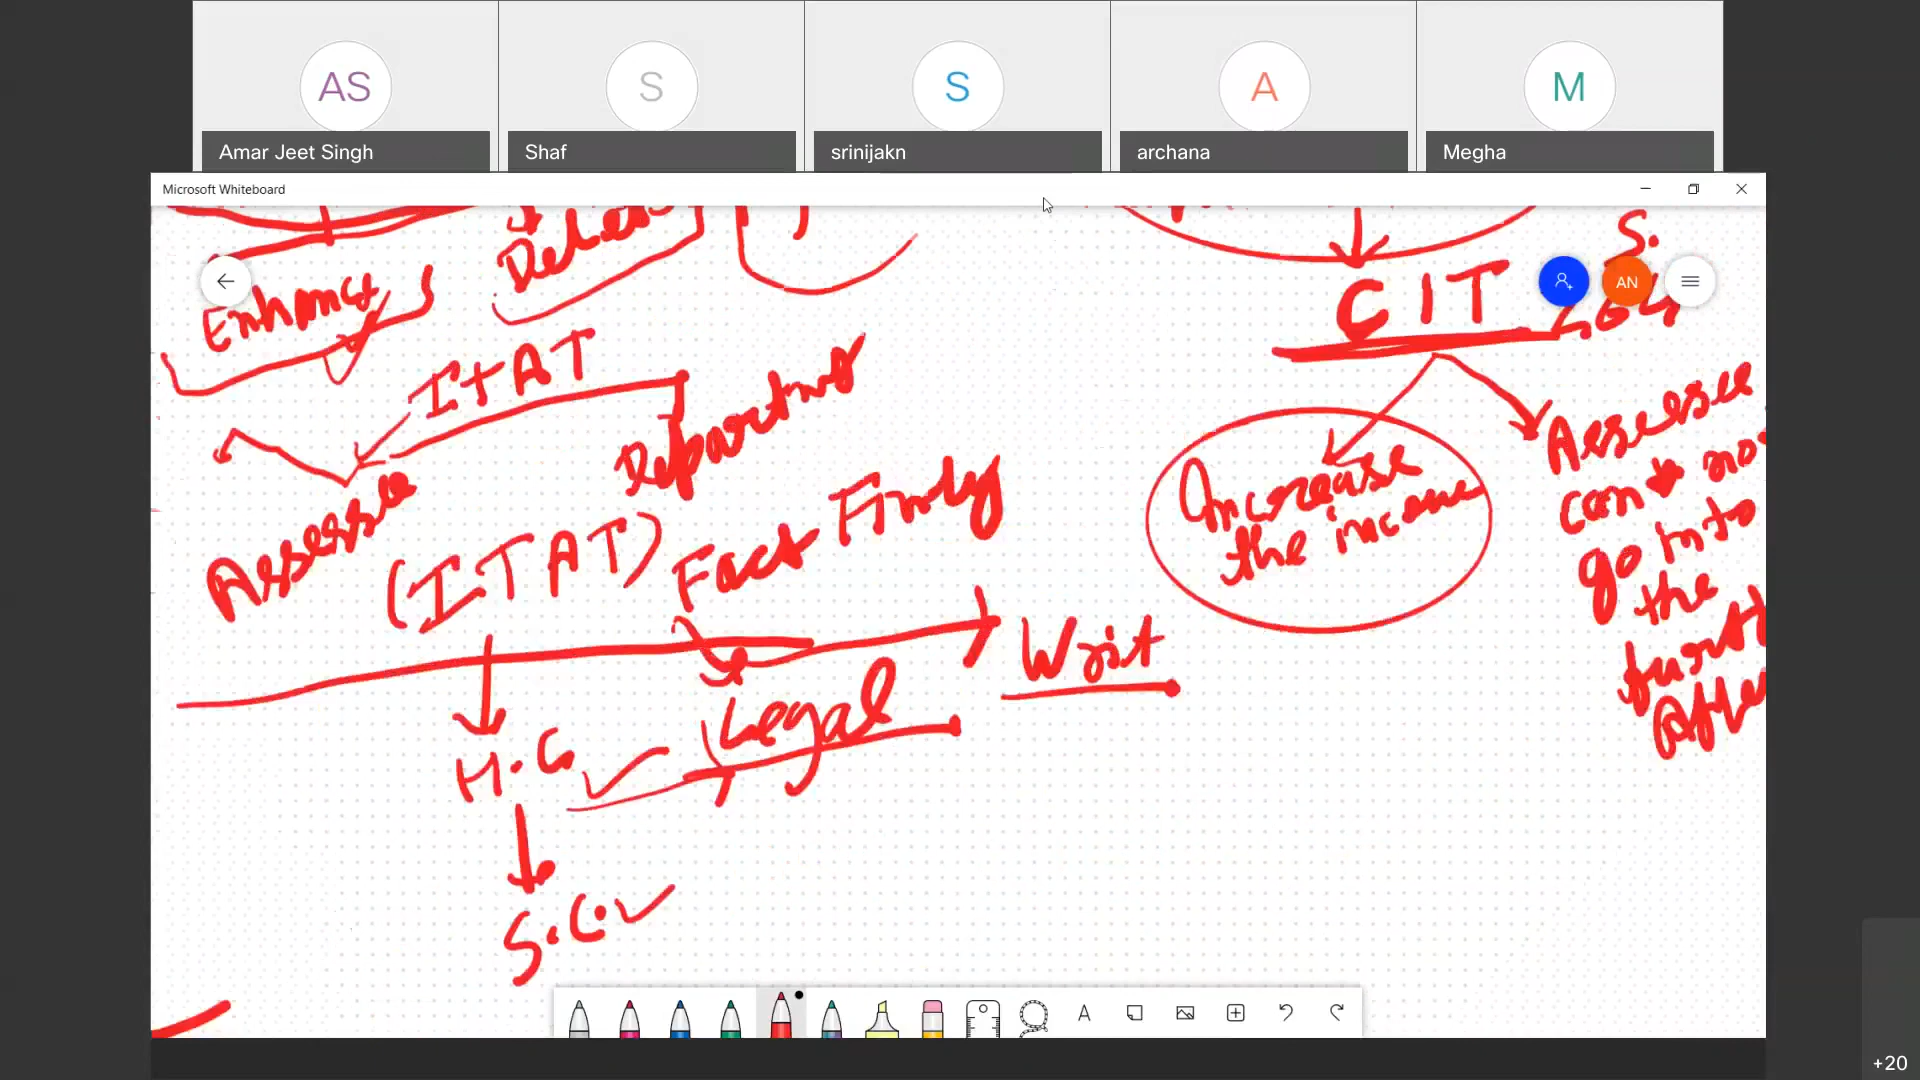 AS
S
S
A
M
Amar Jeet Singh
Shaf
srinijakn
archana
Megha
Microsoft Whiteboard
S.
AN
CIT
264
Enhance
ITAT
Department
Assessee
(ITAT)
Fact Finding
Increase
the income
Assessee
can not
go into
the
Writ
Legal
H.C
S.C.
A
+20